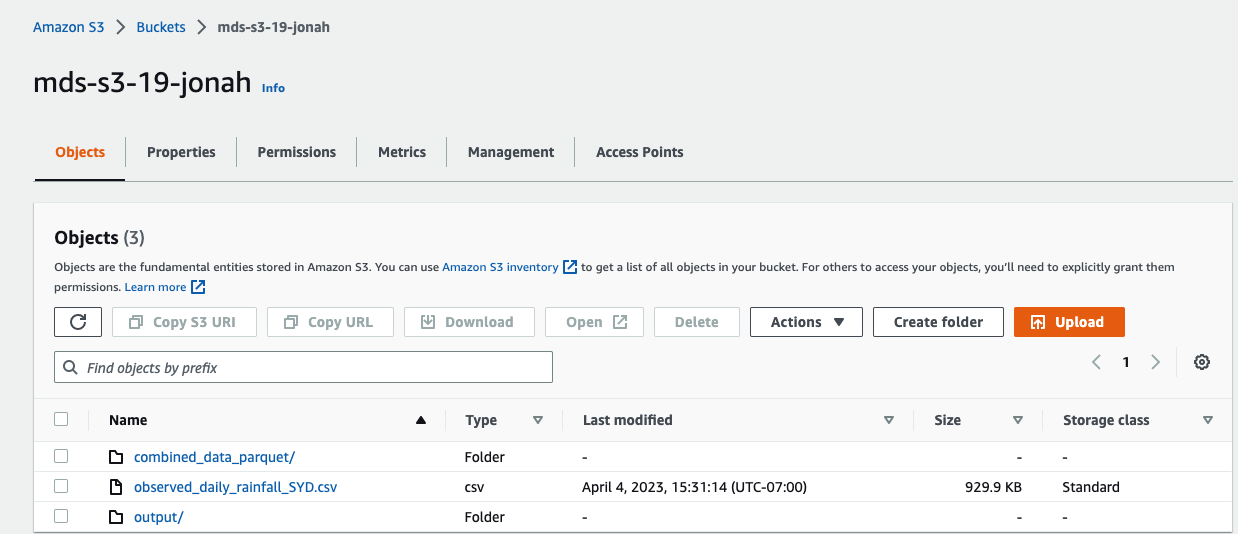 Amazon S3 > Buckets > mds-s3-19-jonah
mds-s3-19-jonah Info
Objects Properties Permissions Metrics Management Access Points
Objects (3)
Objects are the fundamental entities stored in Amazon S3. You can use Amazon S3 inventory to get a list of all objects in your bucket. For others to access your objects, you’ll need to explicitly grant them
permissions. Learn more
Copy S3 URI Copy URL Download Open Delete Actions Create folder Upload
Find objects by prefix
< 1 >
Name Type Last modified Size Storage class
combined_data_parquet/ Folder - - -
observed_daily_rainfall_SYD.csv csv April 4, 2023, 15:31:14 (UTC-07:00) 929.9 KB Standard
output/ Folder - - -